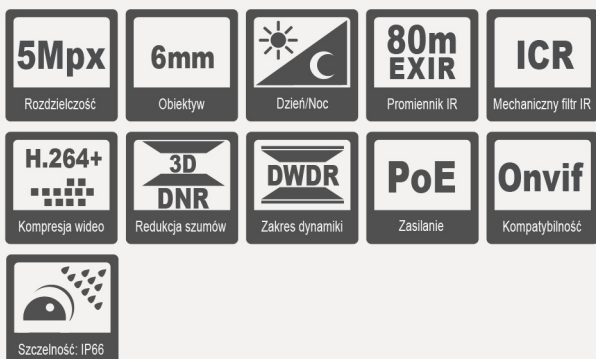 5Mpx
Rozdzielczość
6mm
Obiektyw
Dzień/Noc
80m
EXIR
Promiennik IR
ICR
Mechaniczny filtr IR
H.264+
Kompresja wideo
3D
DNR
Redukcja szumów
DWDR
Zakres dynamiki
PoE
Zasilanie
Onvif
Kompatybilność
Szczelność: IP66